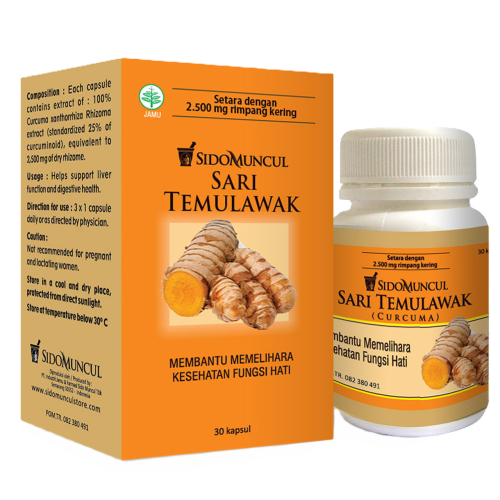 Composition : Each capsule
contains extract of : 100%
Curcuma xanthorhiza Rhizoma
extract (standardized 25% of
curcuminoid), equivalent to
2,500 mg of dry rhizome.
Usage : Helps support liver
function and digestive health.
Direction for use : 3 x 1 capsule
daily or as directed by physician.
Caution :
Not recommended for pregnant
and lactating women.
Store in a cool and dry place,
protected from direct sunlight.
Store at temperature below 30° C
SIDOMUNCUL
Semarang 50552 - Indonesia
www.sidomunculstore.com
POM TR. 082 380 491
JAMU
Setara dengan
2.500 mg rimpang kering
SIDOMUNCUL
SARI
TEMULAWAK
MEMBANTU MEMELIHARA
KESEHATAN FUNGSI HATI
30 kapsul
30 k
Setara dengan
2.500 mg rimpang kering
SIDOMUNCUL
SARI TEMULAWAK
(CURCUMA)
Membantu Memelihara
Kesehatan Fungsi Hati
TR. 082 380 491